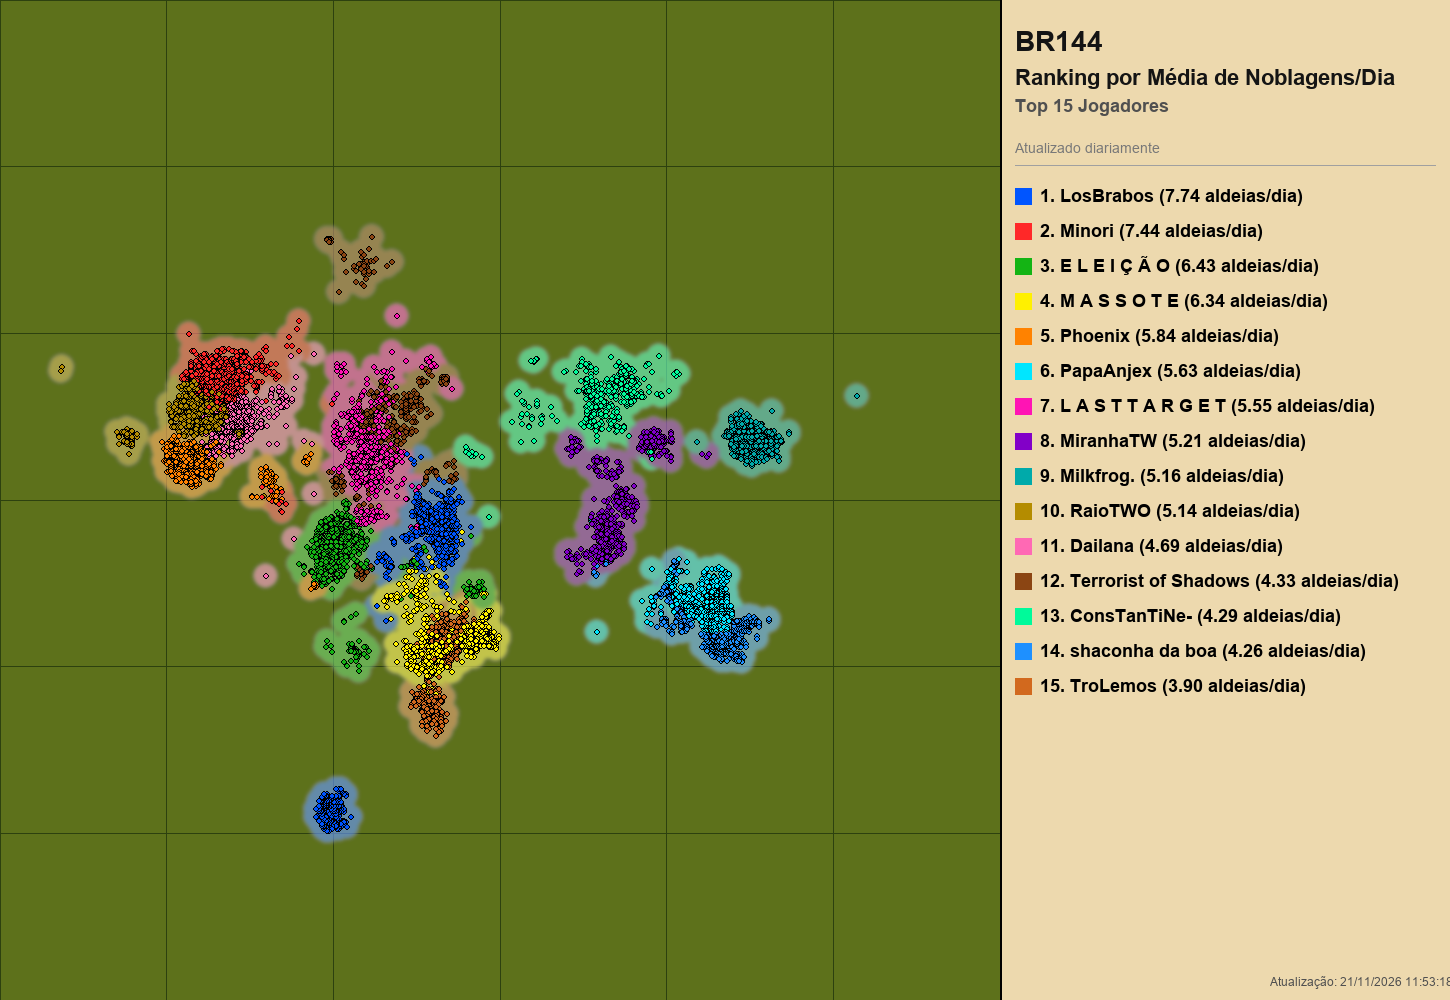 BR144
Ranking por Média de Noblagens/Dia
Top 15 Jogadores
Atualizado diariamente
1. LosBrabos (7.74 aldeias/dia)
2. Minori (7.44 aldeias/dia)
3. E L E I Ç Ã O (6.43 aldeias/dia)
4. M A S S O T E (6.34 aldeias/dia)
5. Phoenix (5.84 aldeias/dia)
6. PapaAnjex (5.63 aldeias/dia)
7. L A S T T A R G E T (5.55 aldeias/dia)
8. MiranhaTW (5.21 aldeias/dia)
9. Milkfrog. (5.16 aldeias/dia)
10. RaioTWO (5.14 aldeias/dia)
11. Dailana (4.69 aldeias/dia)
12. Terrorist of Shadows (4.33 aldeias/dia)
13. ConsTanTiNe- (4.29 aldeias/dia)
14. shaconha da boa (4.26 aldeias/dia)
15. TroLemos (3.90 aldeias/dia)
Atualização: 21/11/2026 11:53:18